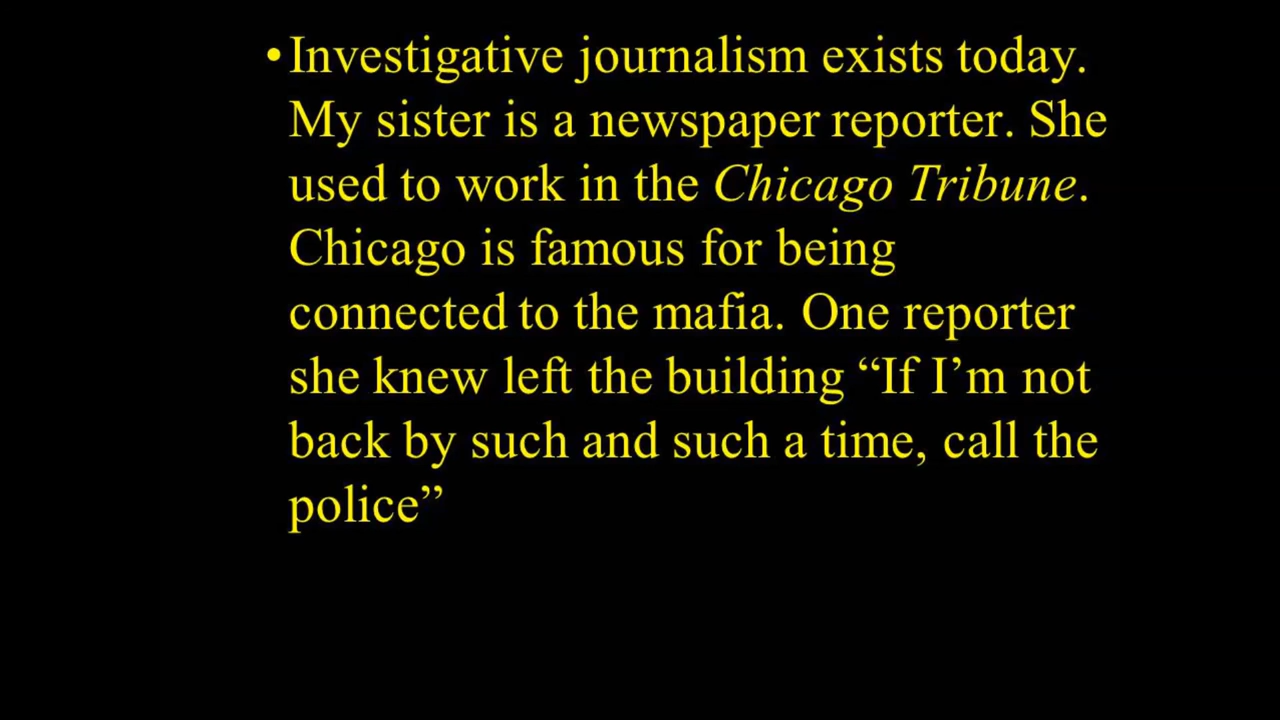 •Investigative journalism exists today.
My sister is a newspaper reporter. She
used to work in the Chicago Tribune.
Chicago is famous for being
connected to the mafia. One reporter
she knew left the building “If I’m not
back by such and such a time, call the
police”